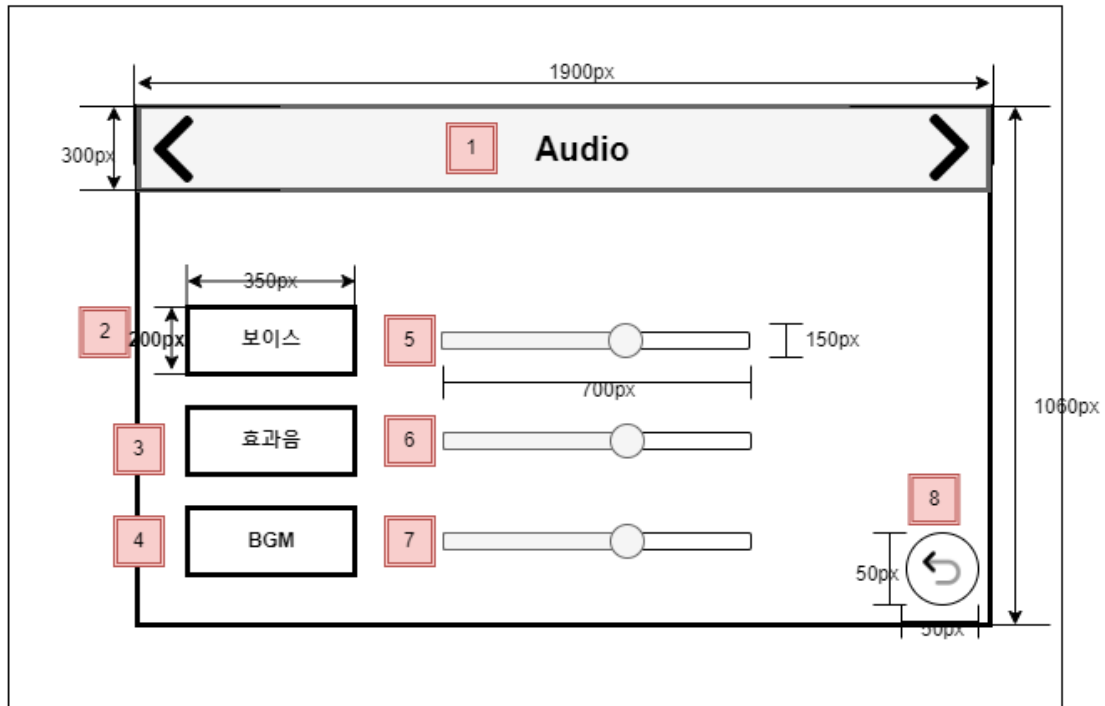 1900px
300px
1
Audio
350px
2
200px
보이스
5
150px
700px
1060px
3
효과음
6
8
4
BGM
7
50px
50px